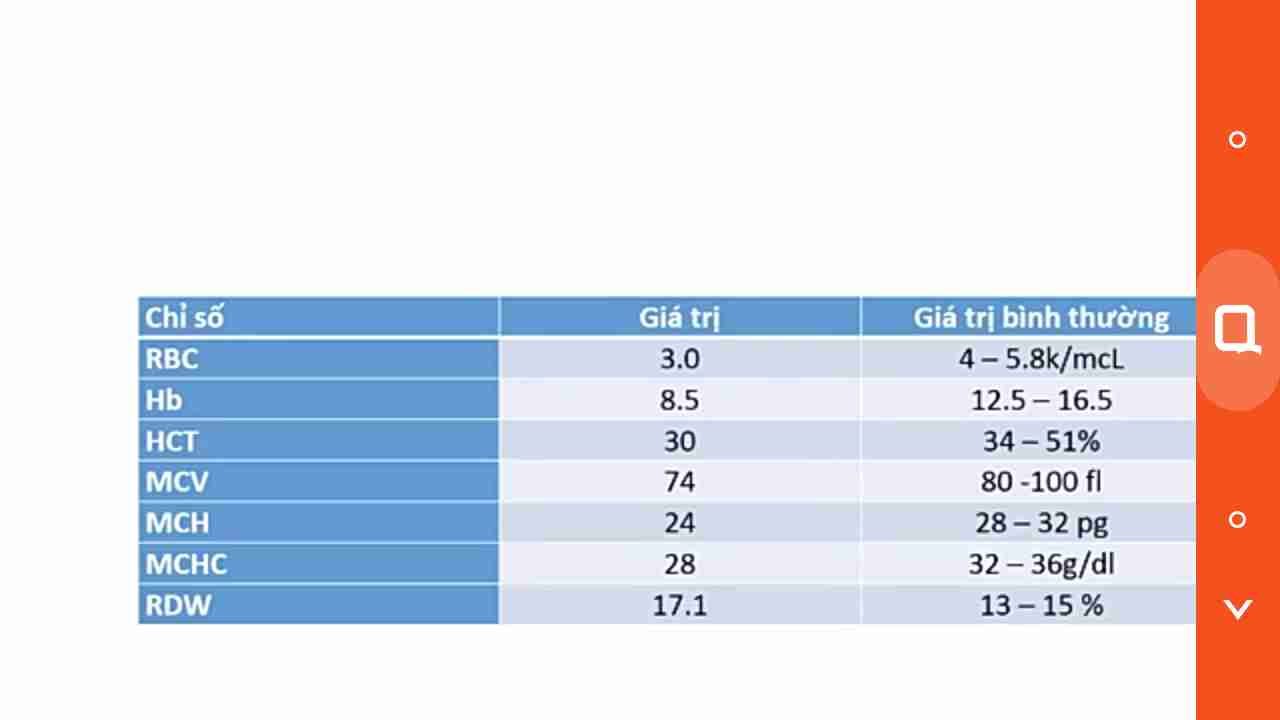 Chỉ số Giá trị Giá trị bình thường
RBC 3.0 4 – 5.8k/mcL
Hb 8.5 12.5 – 16.5
HCT 30 34 – 51%
MCV 74 80 -100 fl
MCH 24 28 – 32 pg
MCHC 28 32 – 36g/dl
RDW 17.1 13 – 15 %